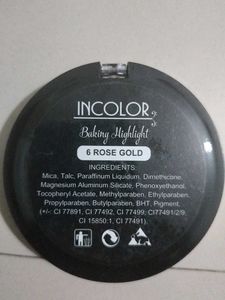 INCOLOR
Baking Highlight
6 ROSE GOLD
INGREDIENTS:
Mica, Talc, Paraffinum Liquidum, Dimethicone,
Magnesium Aluminum Silicate, Phenoxyethanol,
Tocopheryl Acetate, Methylparaben, Ethylparaben,
Propylparaben, Butylparaben, BHT. Pigment.
(+/-: CI 77891, CI 77492, CI 77499, CI77491/2/9,
CI 15850:1, CI 77491).